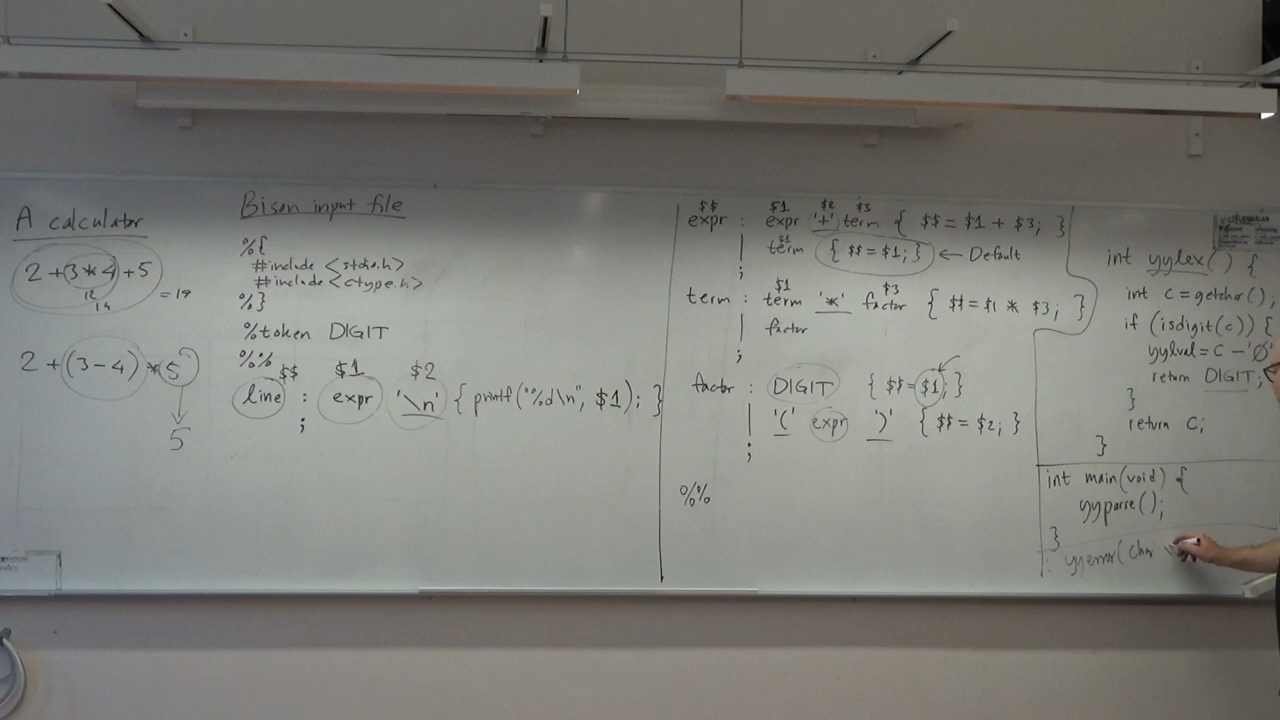 A calculator
2 + 3 * 4 + 5
12
14
= 19
2 + (3 - 4) * 5
5
Bison input file
%{
#include <stdio.h>
#include <ctype.h>
%}
%token DIGIT
%%
$$ $1 $2
line : expr '\n' { printf("%d\n", $1); }
;
$$ $1 $2 $3
expr : expr '+' term { $$ = $1 + $3; }
$1
| term { $$ = $1; } ← Default
;
$1 $3
term : term '*' factor { $$ = $1 * $3; }
| factor
;
factor : DIGIT { $$ = $1; }
| '(' expr ')' { $$ = $2; }
;
%%
int yylex() {
int c = getchar();
if (isdigit(c)) {
yylval = c - '0'
return DIGIT;
}
return c;
}
int main(void) {
yyparse();
}
yyerror(char